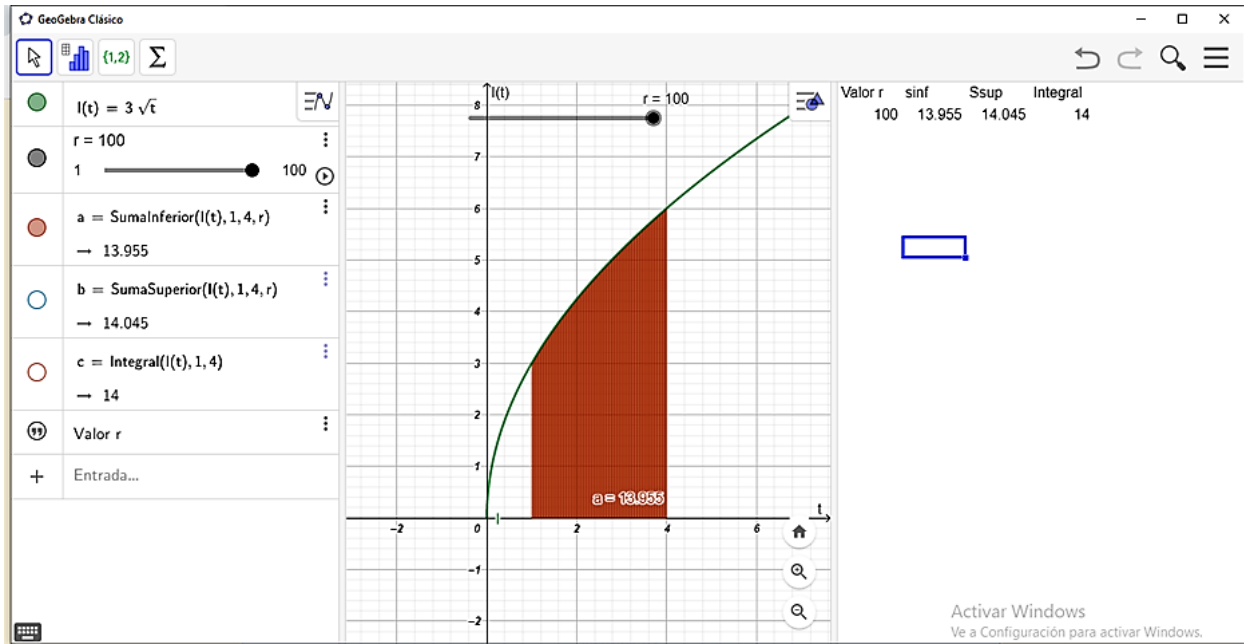 GeoGebra Clásico
{1,2} Σ
I(t) = 3 √t
r = 100
1 100
a = SumaInferior(I(t), 1, 4, r)
→ 13.955
b = SumaSuperior(I(t), 1, 4, r)
→ 14.045
c = Integral(I(t), 1, 4)
→ 14
Valor r
+ Entrada...
I(t)
r = 100
8
7
6
5
4
3
2
1
a = 13.955
t
-2 0 2 4 6
-1
-2
Valor r sinf Ssup Integral
100 13.955 14.045 14
Activar Windows
Ve a Configuración para activar Windows.